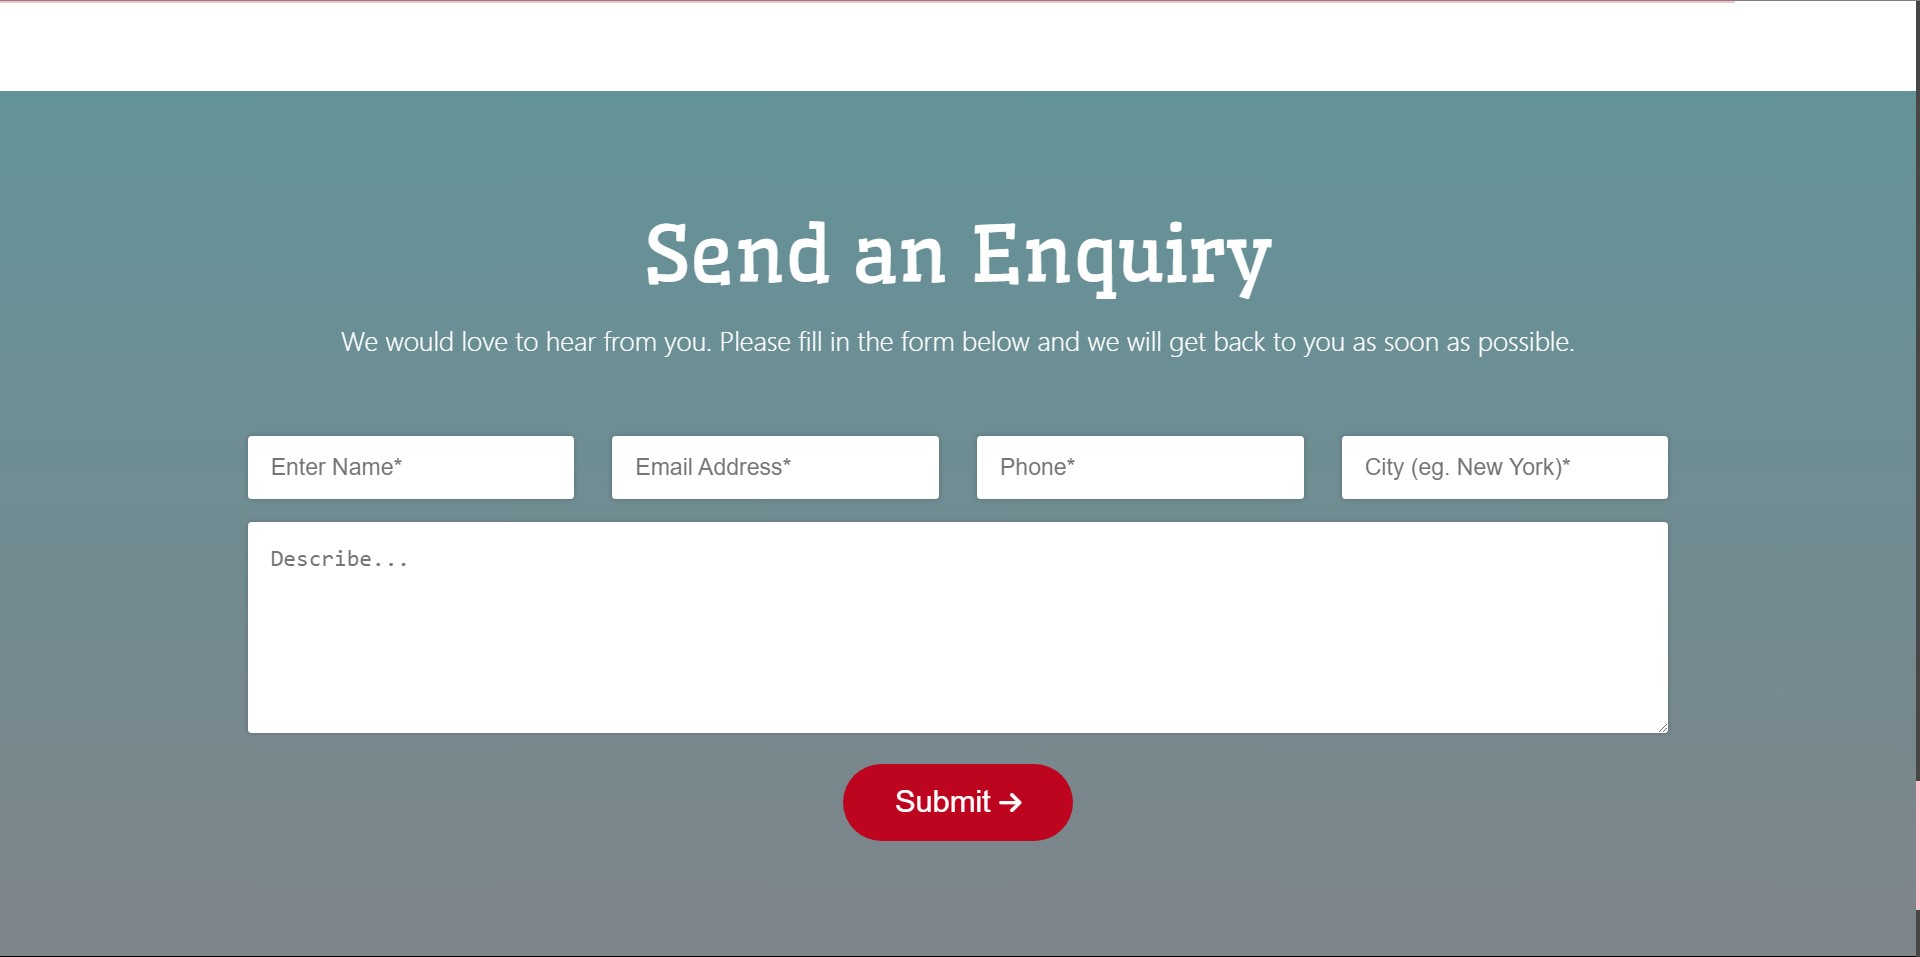 Send an Enquiry
We would love to hear from you. Please fill in the form below and we will get back to you as soon as possible.
Enter Name*
Email Address*
Phone*
City (eg. New York)*
Describe...
Submit →